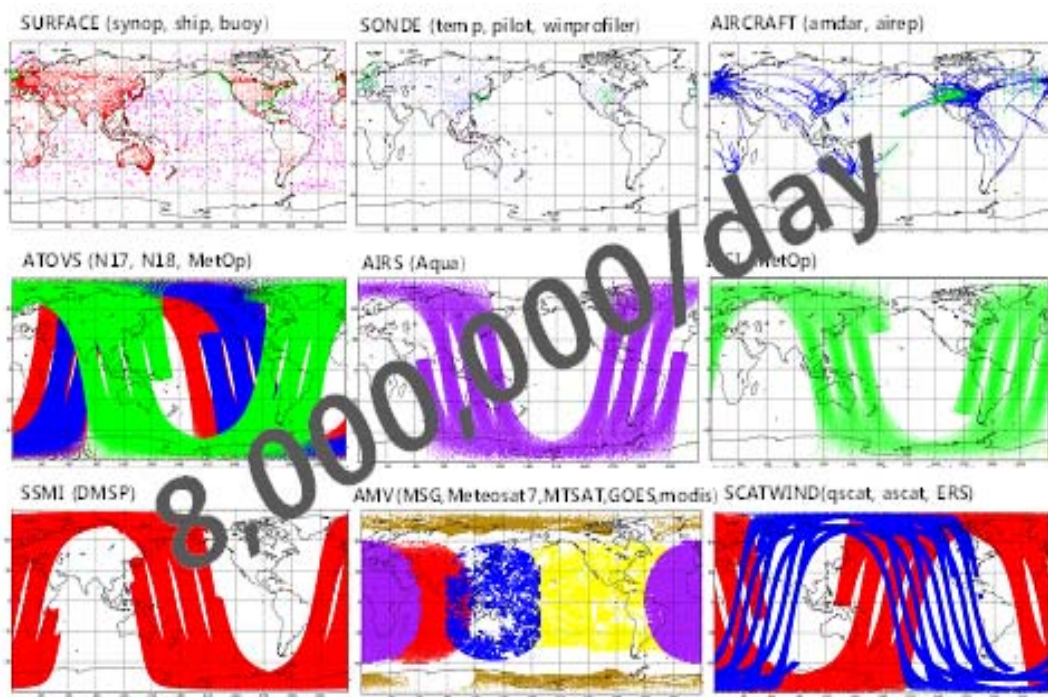 SURFACE (synop, ship, buoy)
SONDE (temp, pilot, winprofiler)
AIRCRAFT (amdar, airep)
ATOVS (N17, N18, MetOp)
AIRS (Aqua)
MetOp)
SSMI (DMSP)
AMV(MSG,Meteosat7,MTSAT,GOES,modis)
SCATWIND(qscat, ascat, ERS)
8,000,000/day